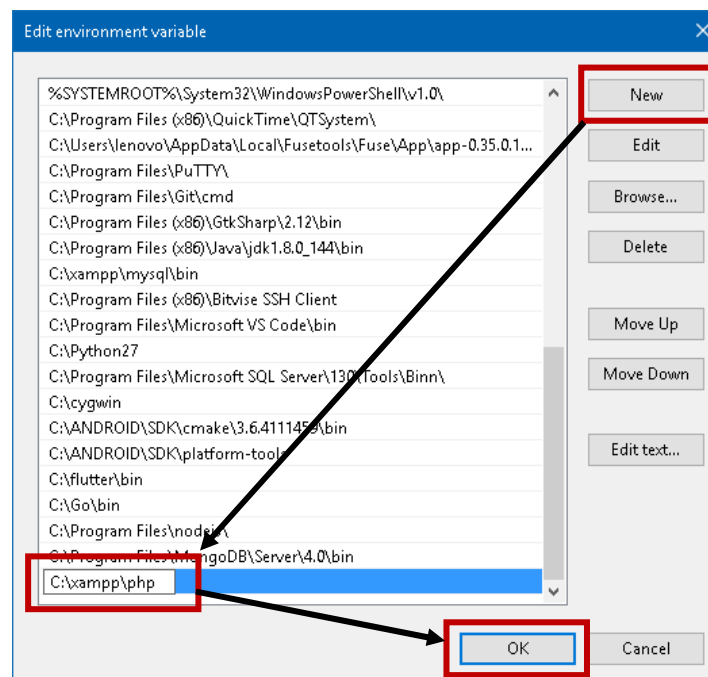 Edit environment variable
%SYSTEMROOT%\System32\WindowsPowerShell\v1.0\
C:\Program Files (x86)\QuickTime\QTSystem\
C:\Users\lenovo\AppData\Local\Fusetools\Fuse\App\app-0.35.0.1...
C:\Program Files\PuTTY\
C:\Program Files\Git\cmd
C:\Program Files (x86)\GtkSharp\2.12\bin
C:\Program Files (x86)\Java\jdk1.8.0_144\bin
C:\xampp\mysql\bin
C:\Program Files (x86)\Bitvise SSH Client
C:\Program Files\Microsoft VS Code\bin
C:\Python27
C:\Program Files\Microsoft SQL Server\130\Tools\Binn\
C:\cygwin
C:\ANDROID\SDK\cmake\3.6.4111459\bin
C:\ANDROID\SDK\platform-tools
C:\flutter\bin
C:\Go\bin
C:\Program Files\nodejs\
C:\Program Files\MongoDB\Server\4.0\bin
C:\xampp\php
New
Edit
Browse...
Delete
Move Up
Move Down
Edit text...
OK
Cancel